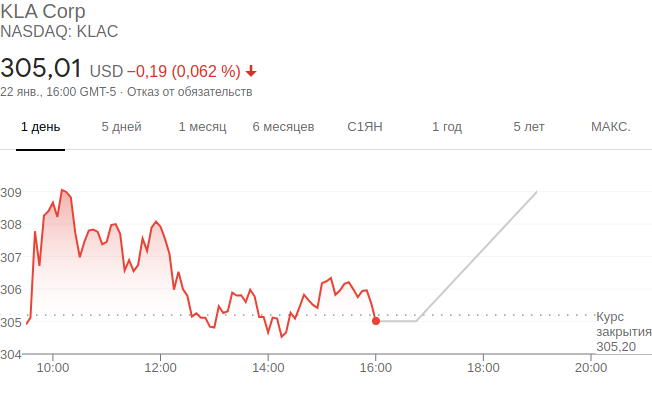 KLA Corp
NASDAQ: KLAC
305,01 USD −0,19 (0,062 %)
22 янв., 16:00 GMT-5 · Отказ от обязательств
1 день 5 дней 1 месяц 6 месяцев С1ЯН 1 год 5 лет МАКС.
309
308
307
306
305
304
Курс
закрытия
305,20
10:00 12:00 14:00 16:00 18:00 20:00